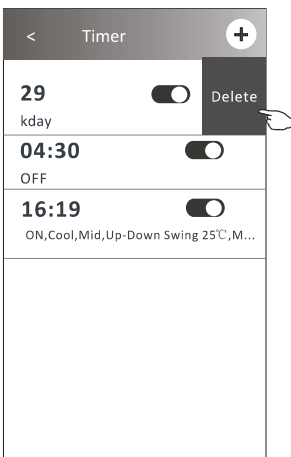 < Timer +
29
kday
Delete
04:30
OFF
16:19
ON,Cool,Mid,Up-Down Swing 25℃,M...